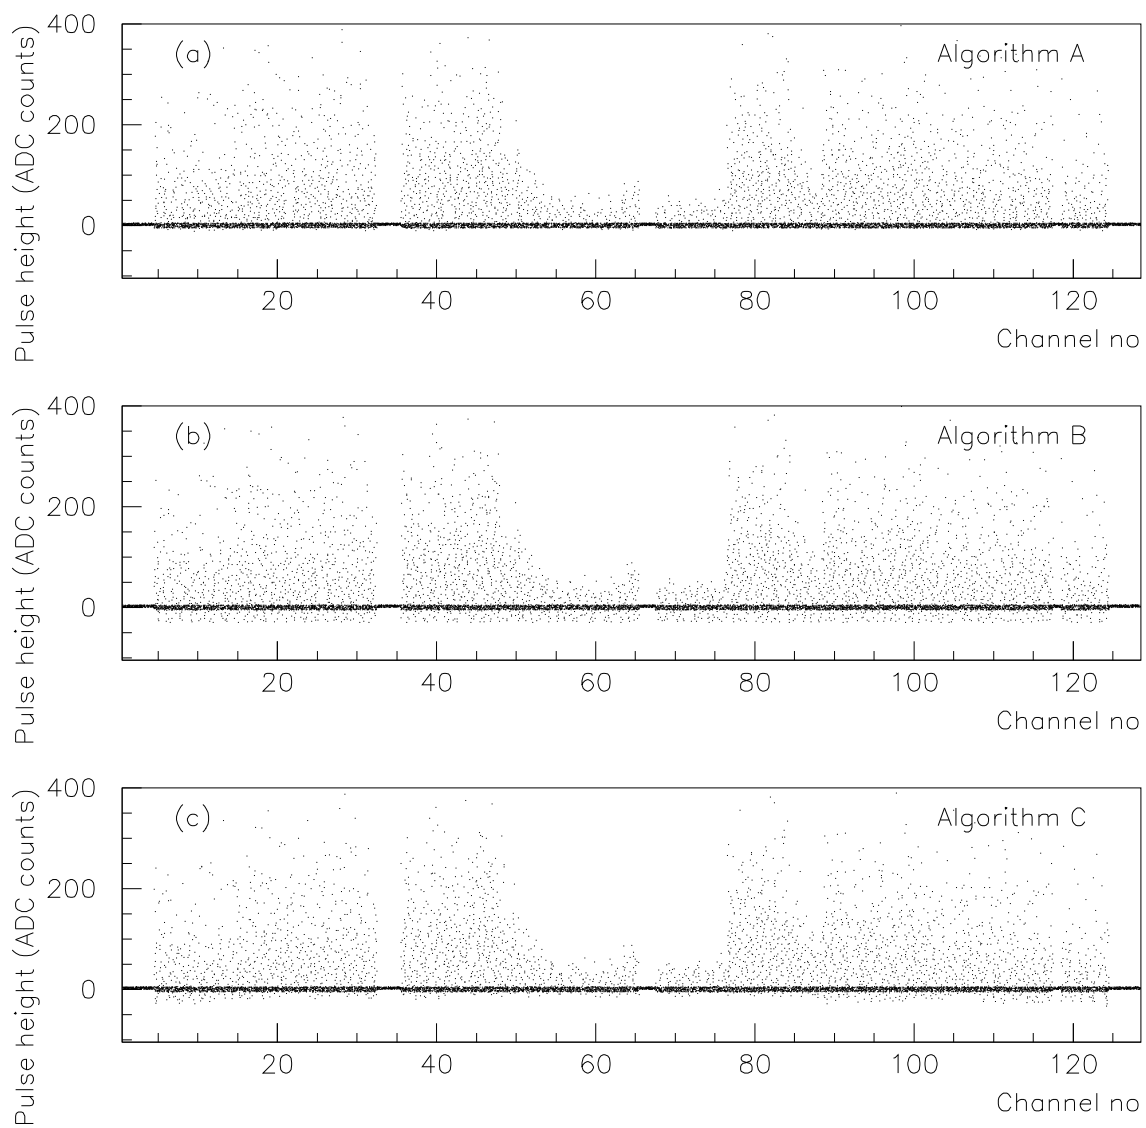 Pulse height (ADC counts)
400
200
0
(a)
Algorithm A
20 40 60 80 100 120
Channel no
Pulse height (ADC counts)
400
200
0
(b)
Algorithm B
20 40 60 80 100 120
Channel no
Pulse height (ADC counts)
400
200
0
(c)
Algorithm C
20 40 60 80 100 120
Channel no